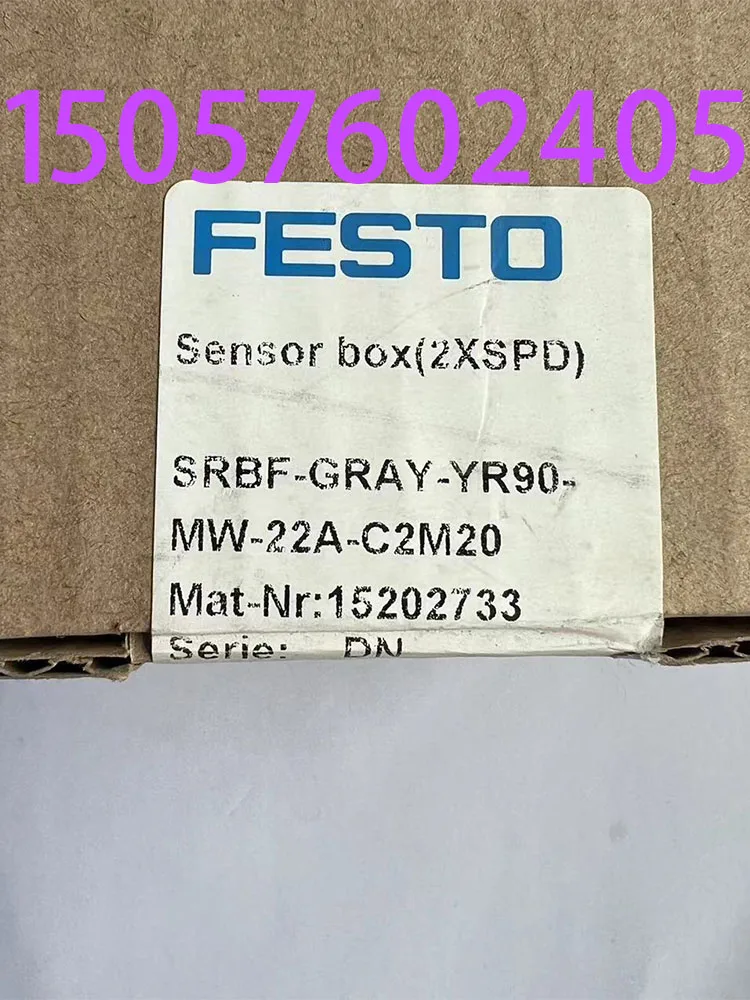 15057602405
FESTO
Sensor box(2XSPD)
SRBF-GRAY-YR90-
MW-22A-C2M20
Mat-Nr:15202733
Serie: DN